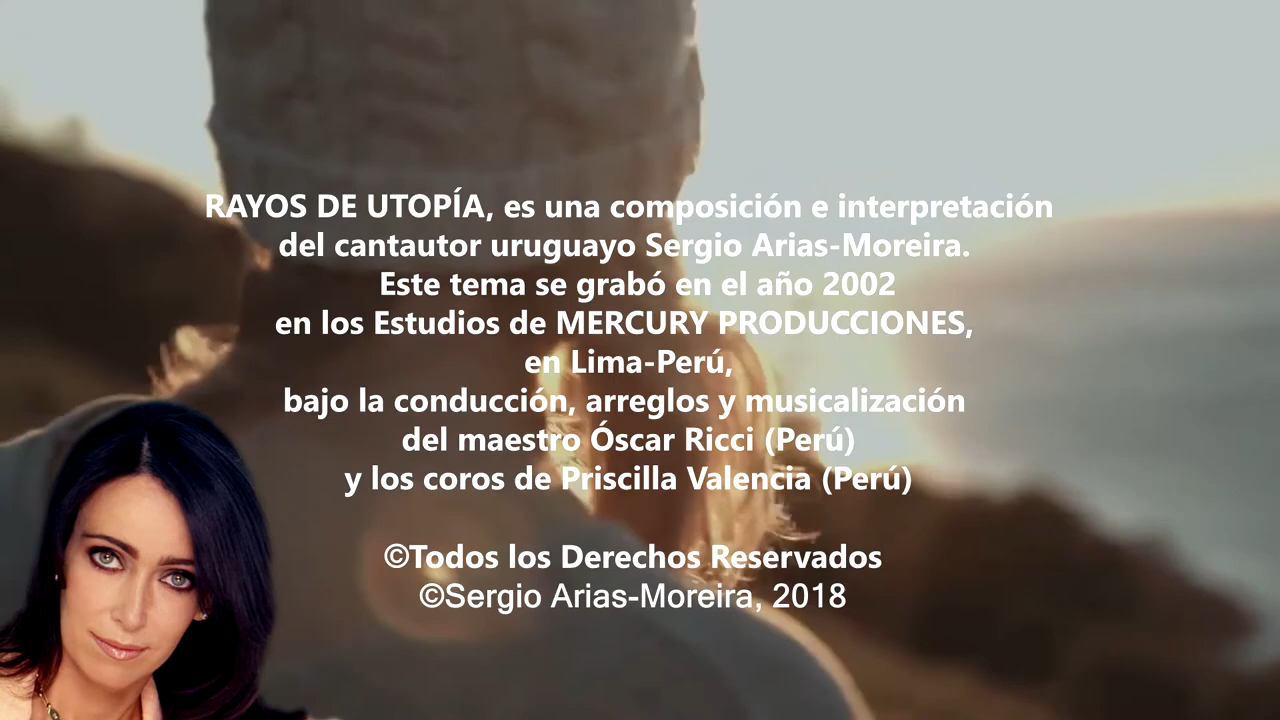 RAYOS DE UTOPÍA, es una composición e interpretación
del cantautor uruguayo Sergio Arias-Moreira.
Este tema se grabó en el año 2002
en los Estudios de MERCURY PRODUCCIONES,
en Lima-Perú,
bajo la conducción, arreglos y musicalización
del maestro Óscar Ricci (Perú)
y los coros de Priscilla Valencia (Perú)
©Todos los Derechos Reservados
©Sergio Arias-Moreira, 2018